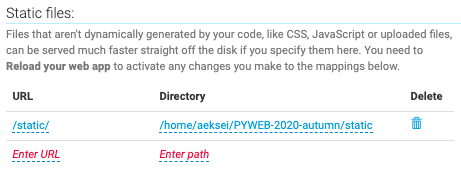 Static files:
Files that aren't dynamically generated by your code, like CSS, JavaScript or uploaded files,
can be served much faster straight off the disk if you specify them here. You need to
Reload your web app to activate any changes you make to the mappings below.
URL Directory Delete
/static/ /home/aeksei/PYWEB-2020-autumn/static
Enter URL Enter path